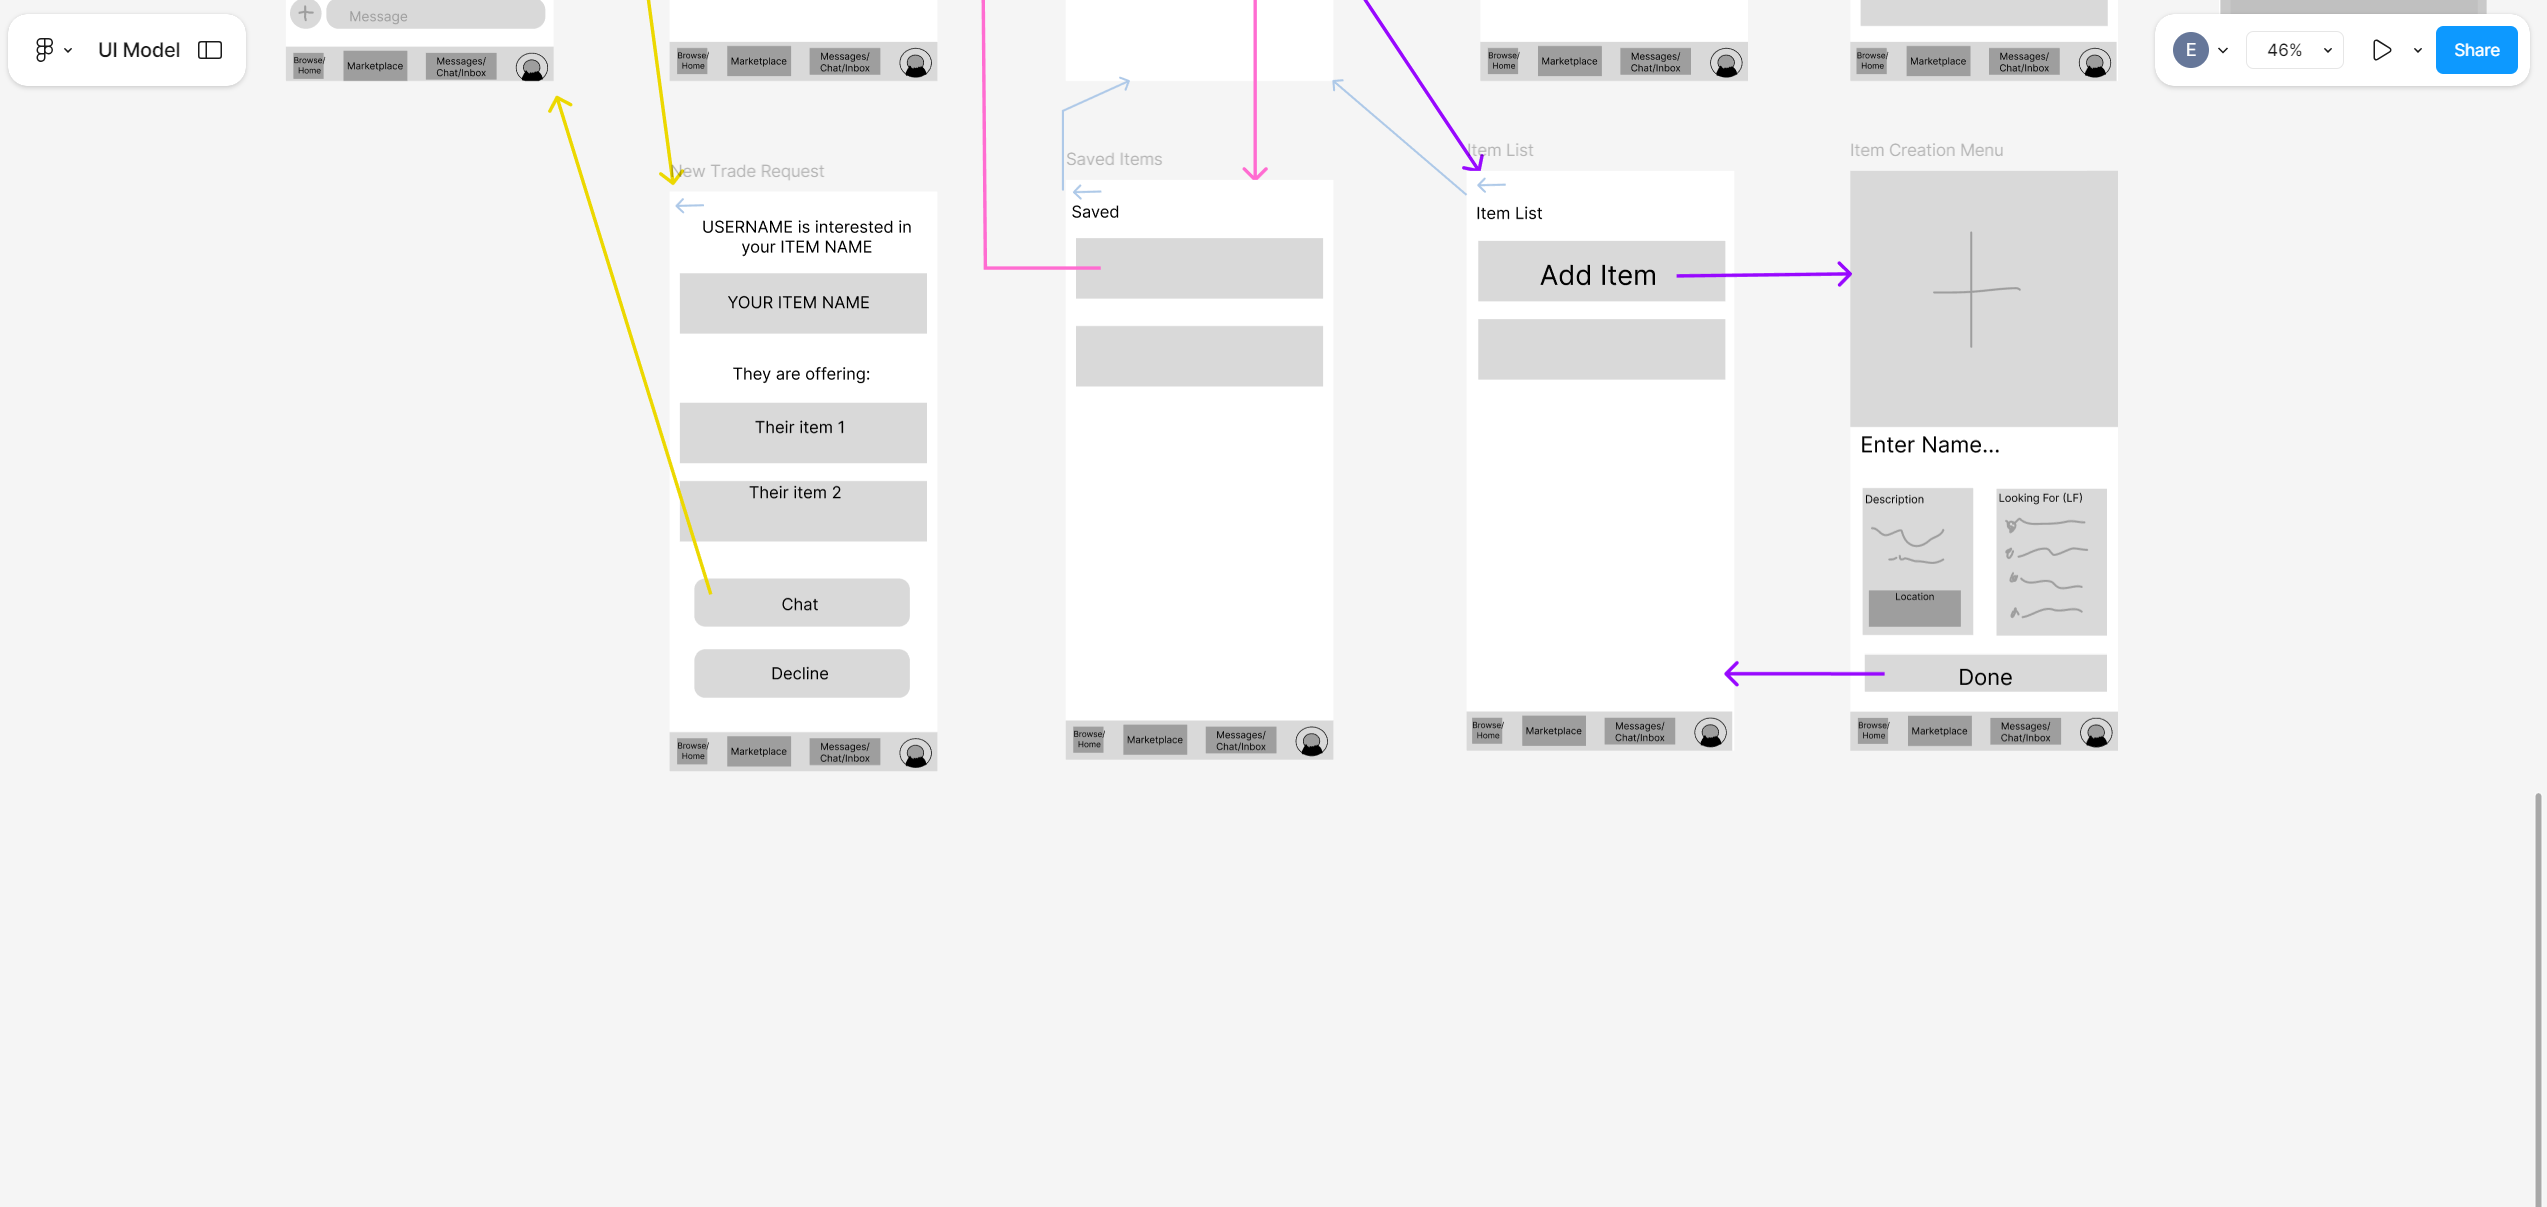 UI Model
E
46%
Share
Message
Browse/
Home
Marketplace
Messages/
Chat/Inbox
Browse/
Home
Marketplace
Messages/
Chat/Inbox
Browse/
Home
Marketplace
Messages/
Chat/Inbox
Browse/
Home
Marketplace
Messages/
Chat/Inbox
New Trade Request
USERNAME is interested in
your ITEM NAME
YOUR ITEM NAME
They are offering:
Their item 1
Their item 2
Chat
Decline
Browse/
Home
Marketplace
Messages/
Chat/Inbox
Saved Items
Saved
Browse/
Home
Marketplace
Messages/
Chat/Inbox
Item List
Item List
Add Item
Browse/
Home
Marketplace
Messages/
Chat/Inbox
Item Creation Menu
Enter Name...
Description
Location
Looking For (LF)
Done
Browse/
Home
Marketplace
Messages/
Chat/Inbox